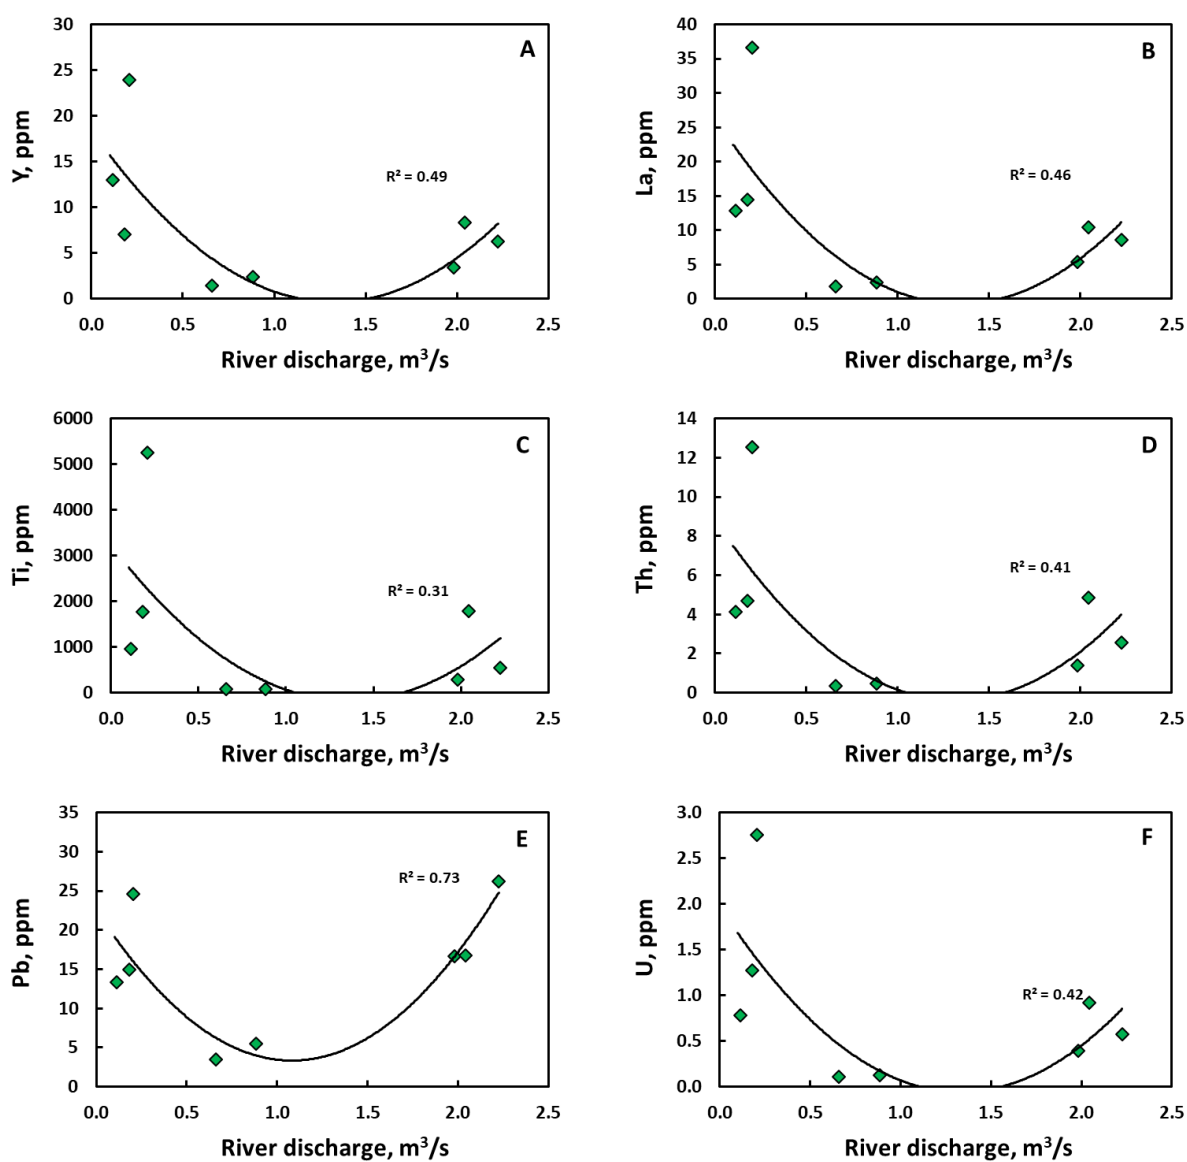 A
30
25
20
15
10
5
0
Y, ppm
R² = 0.49
0.0 0.5 1.0 1.5 2.0 2.5
River discharge, m³/s
B
40
35
30
25
20
15
10
5
0
La, ppm
R² = 0.46
0.0 0.5 1.0 1.5 2.0 2.5
River discharge, m³/s
C
6000
5000
4000
3000
2000
1000
0
Ti, ppm
R² = 0.31
0.0 0.5 1.0 1.5 2.0 2.5
River discharge, m³/s
D
14
12
10
8
6
4
2
0
Th, ppm
R² = 0.41
0.0 0.5 1.0 1.5 2.0 2.5
River discharge, m³/s
E
35
30
25
20
15
10
5
0
Pb, ppm
R² = 0.73
0.0 0.5 1.0 1.5 2.0 2.5
River discharge, m³/s
F
3.0
2.5
2.0
1.5
1.0
0.5
0.0
U, ppm
R² = 0.42
0.0 0.5 1.0 1.5 2.0 2.5
River discharge, m³/s